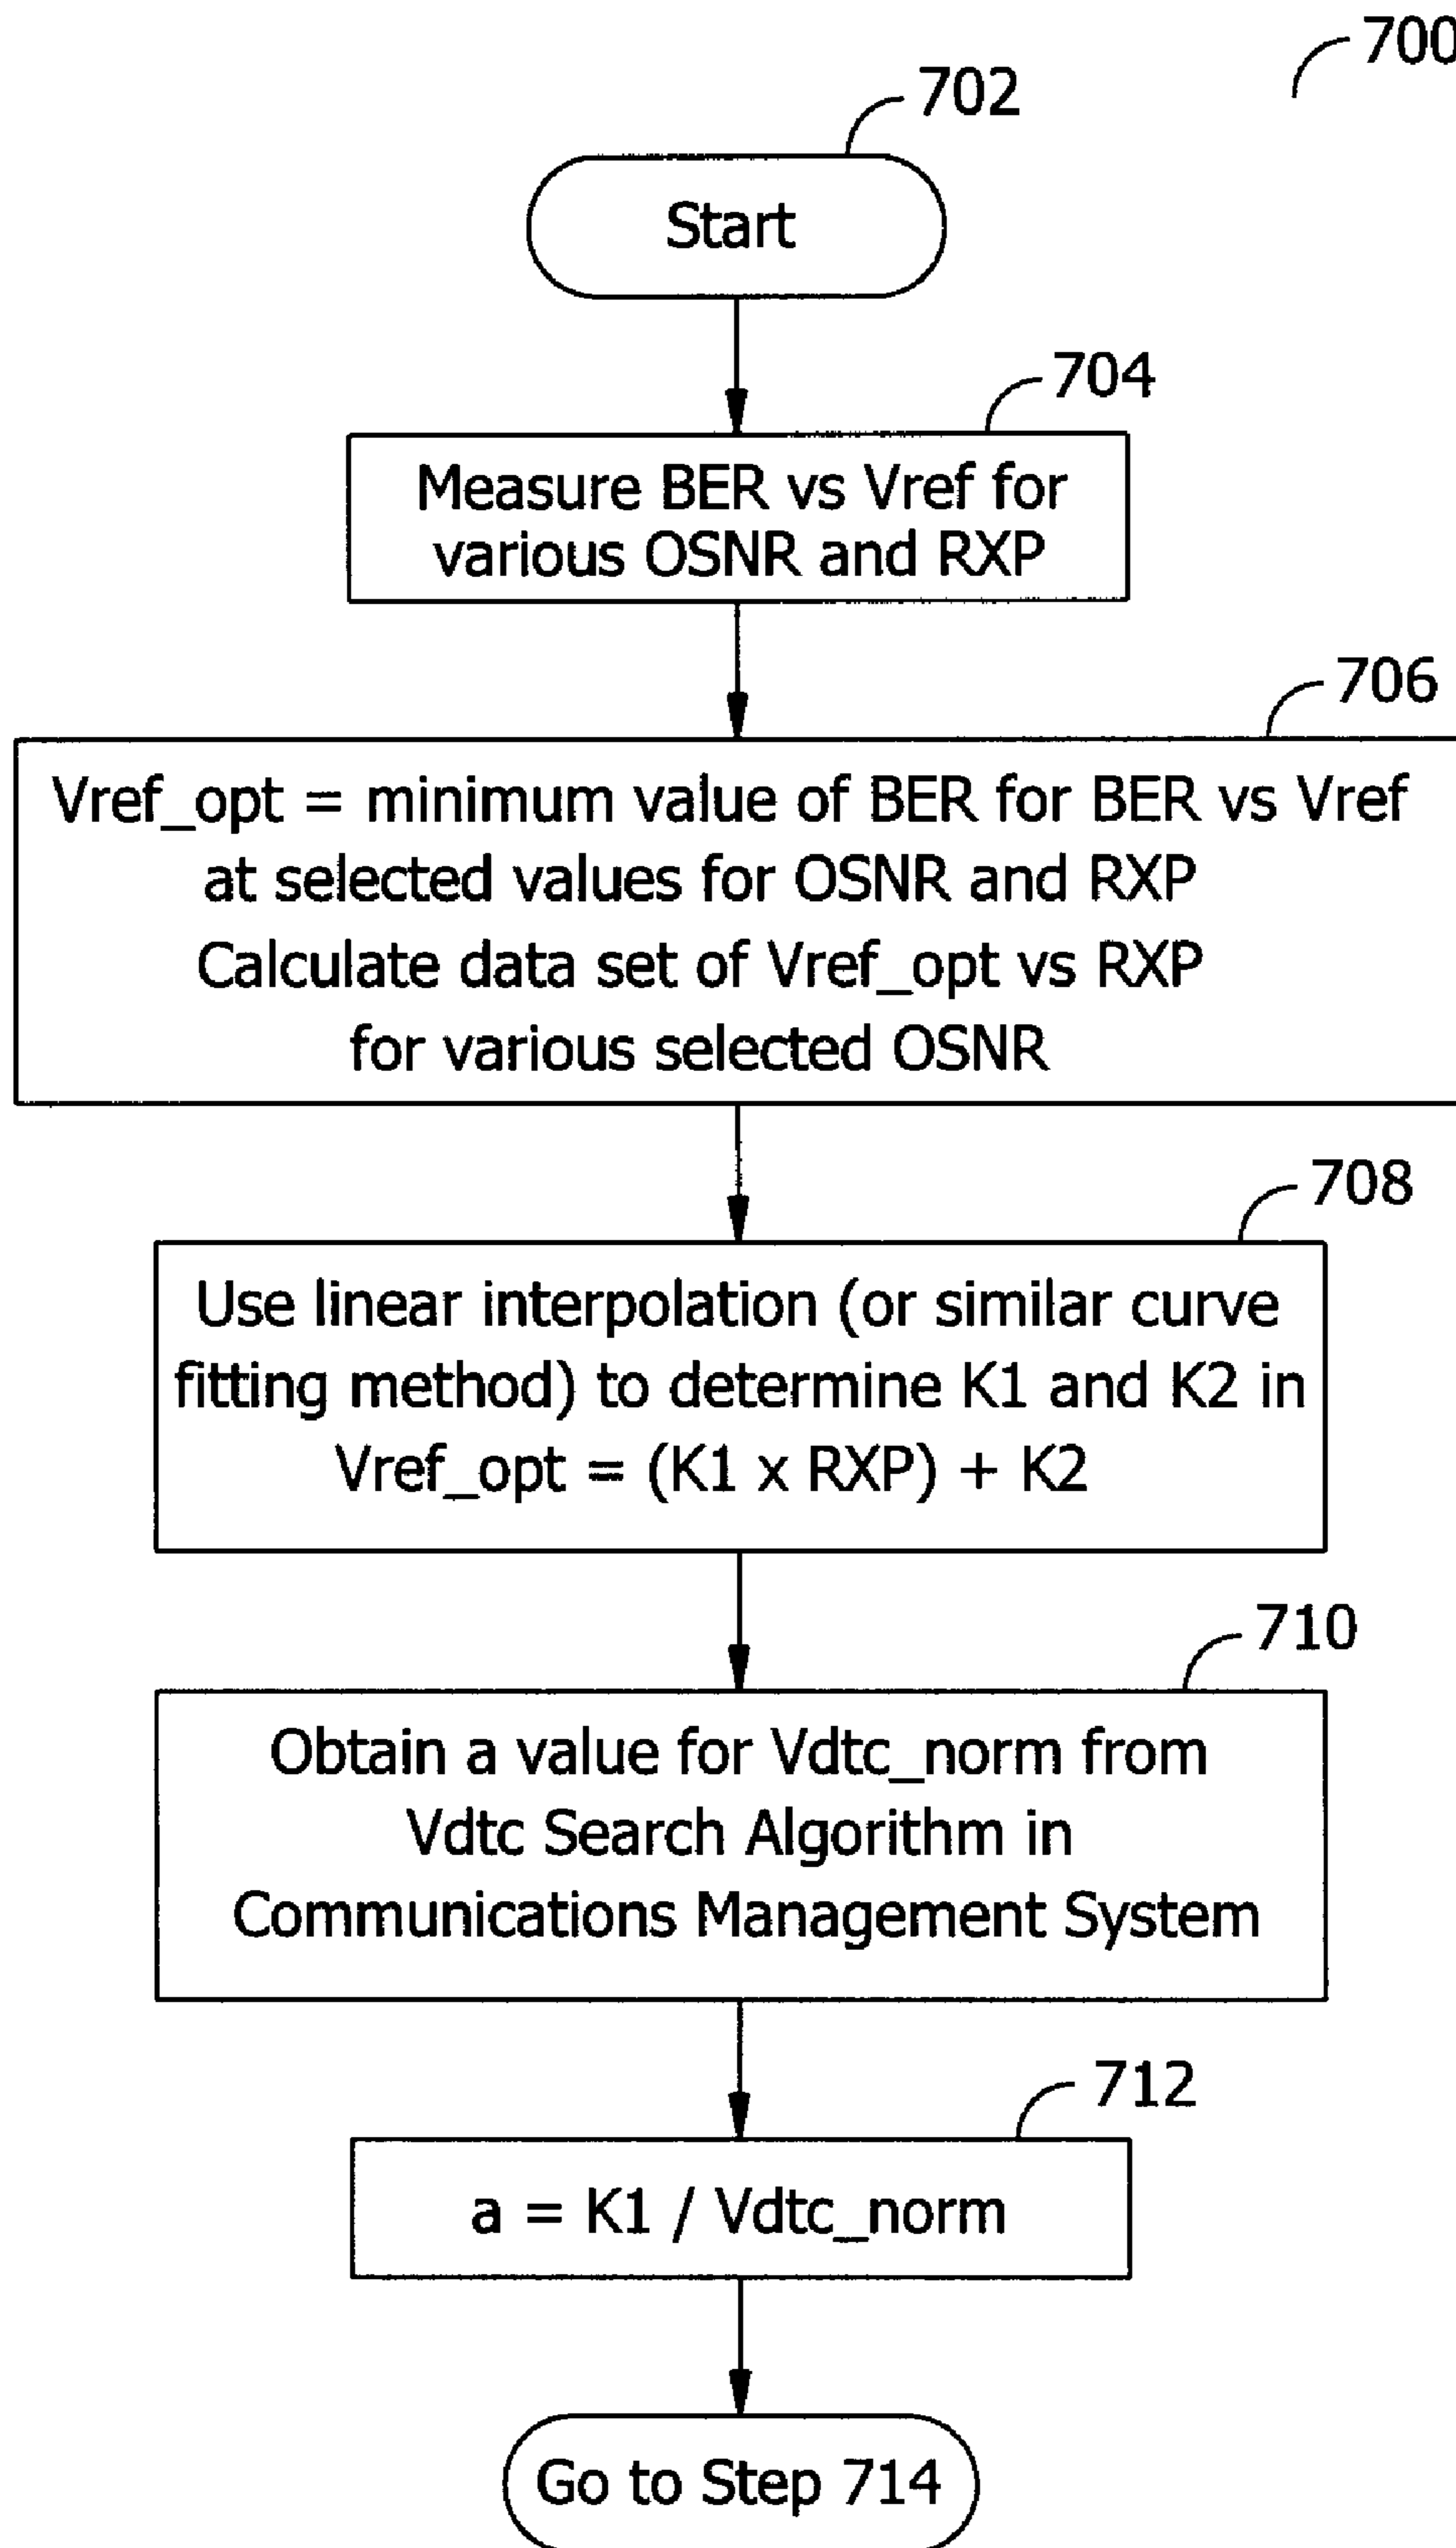 700
702
Start
704
Measure BER vs Vref for
various OSNR and RXP
706
Vref_opt = minimum value of BER for BER vs Vref
at selected values for OSNR and RXP
Calculate data set of Vref_opt vs RXP
for various selected OSNR
708
Use linear interpolation (or similar curve
fitting method) to determine K1 and K2 in
Vref_opt = (K1 x RXP) + K2
710
Obtain a value for Vdtc_norm from
Vdtc Search Algorithm in
Communications Management System
712
a = K1 / Vdtc_norm
Go to Step 714